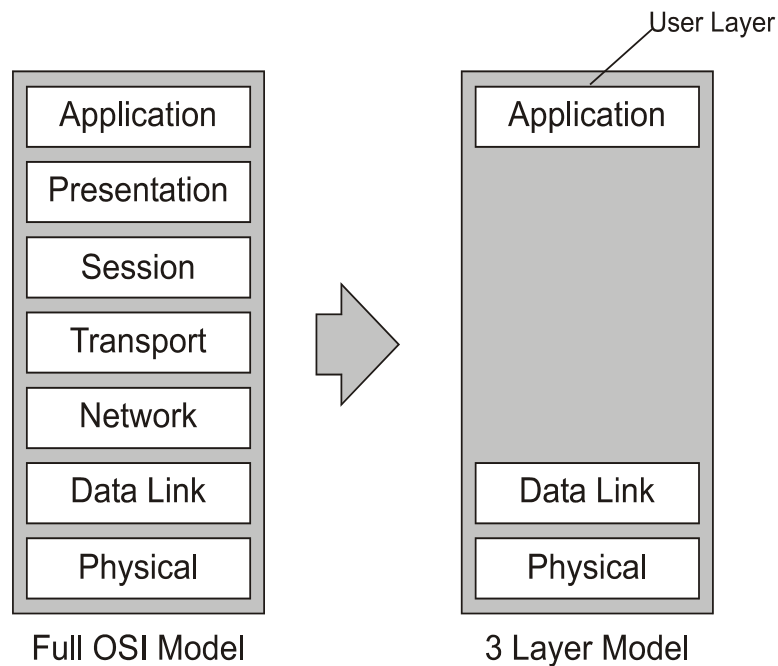 User Layer
Application
Presentation
Session
Transport
Network
Data Link
Physical
Full OSI Model
Application
Data Link
Physical
3 Layer Model